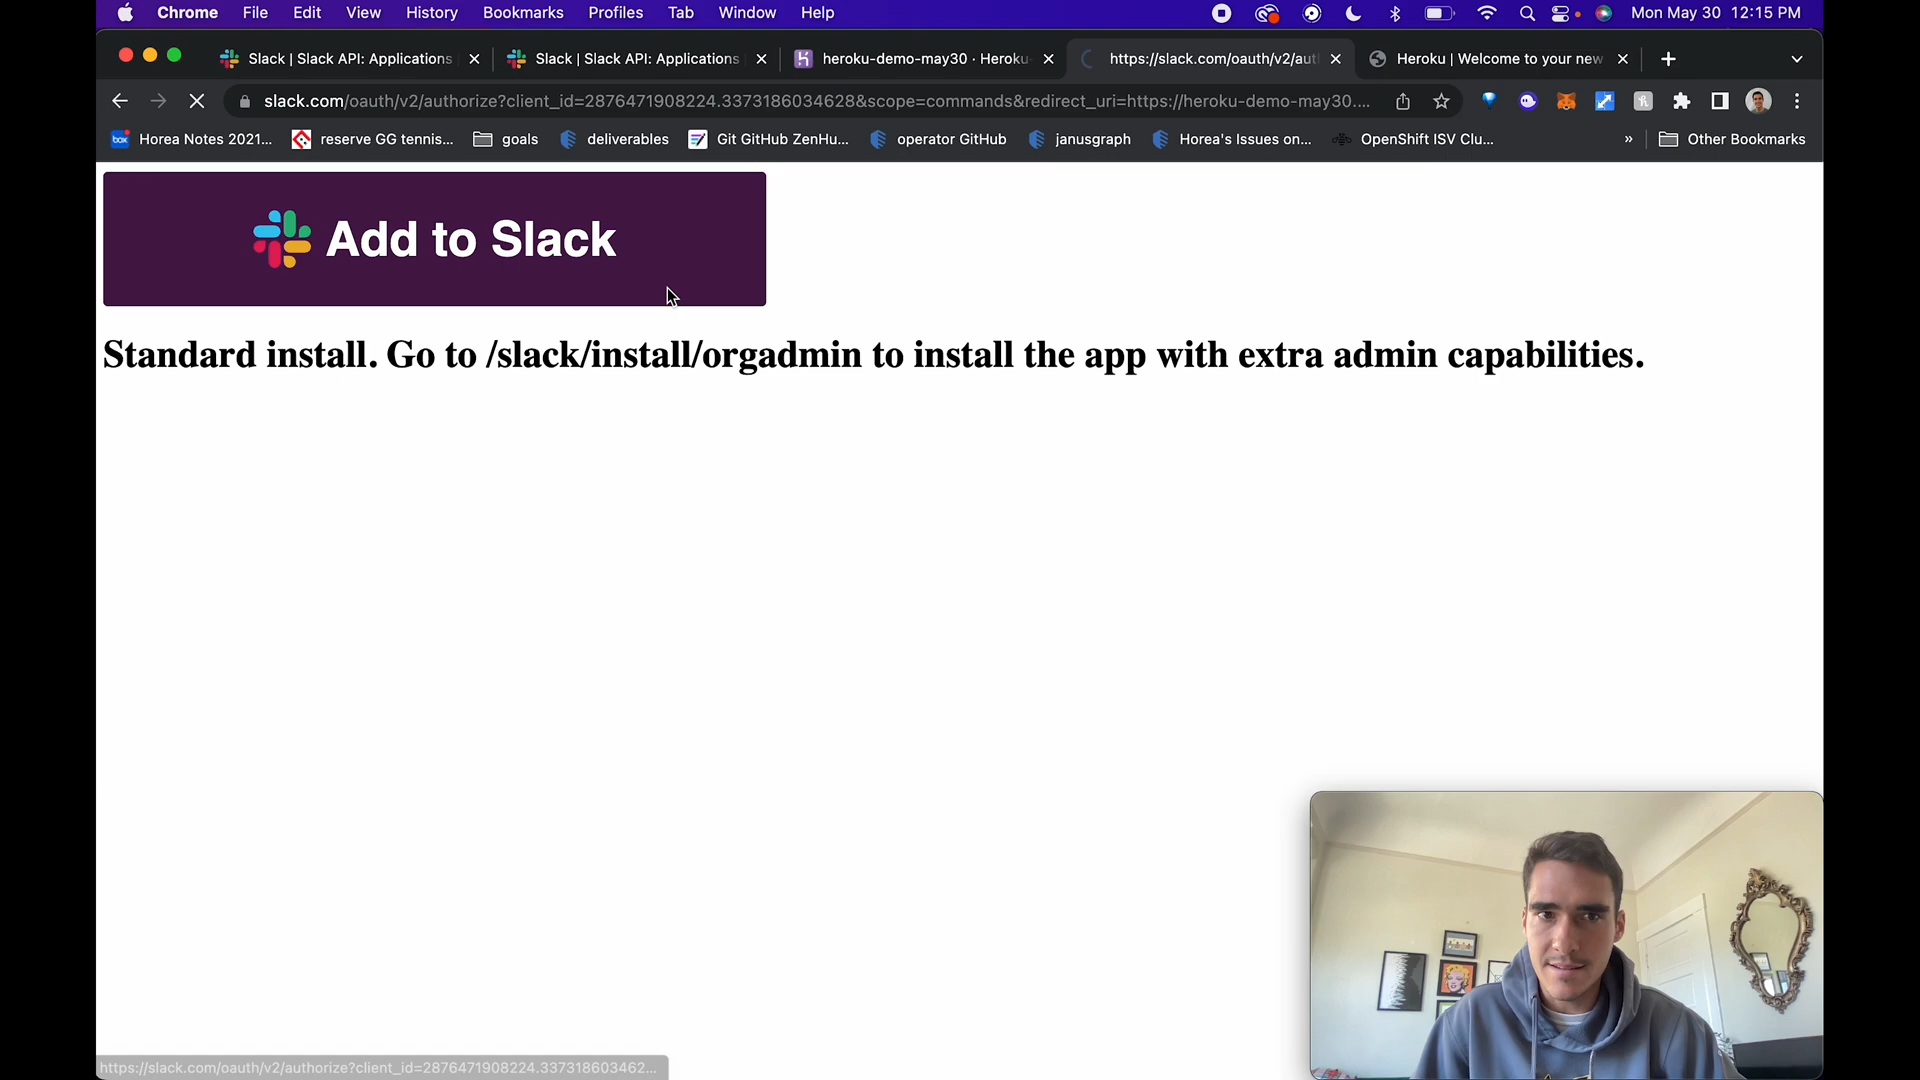 Chrome File Edit View History Bookmarks Profiles Tab Window Help Mon May 30 12:15 PM
Slack | Slack API: Applications Slack | Slack API: Applications heroku-demo-may30 · Heroku https://slack.com/oauth/v2/aut Heroku | Welcome to your new
slack.com/oauth/v2/authorize?client_id=2876471908224.3373186034628&scope=commands&redirect_uri=https://heroku-demo-may30....
box Horea Notes 2021... reserve GG tennis... goals deliverables Git GitHub ZenHu... operator GitHub janusgraph Horea's Issues on... OpenShift ISV Clu... » Other Bookmarks
Add to Slack
Standard install. Go to /slack/install/orgadmin to install the app with extra admin capabilities.
https://slack.com/oauth/v2/authorize?client_id=2876471908224.337318603462...